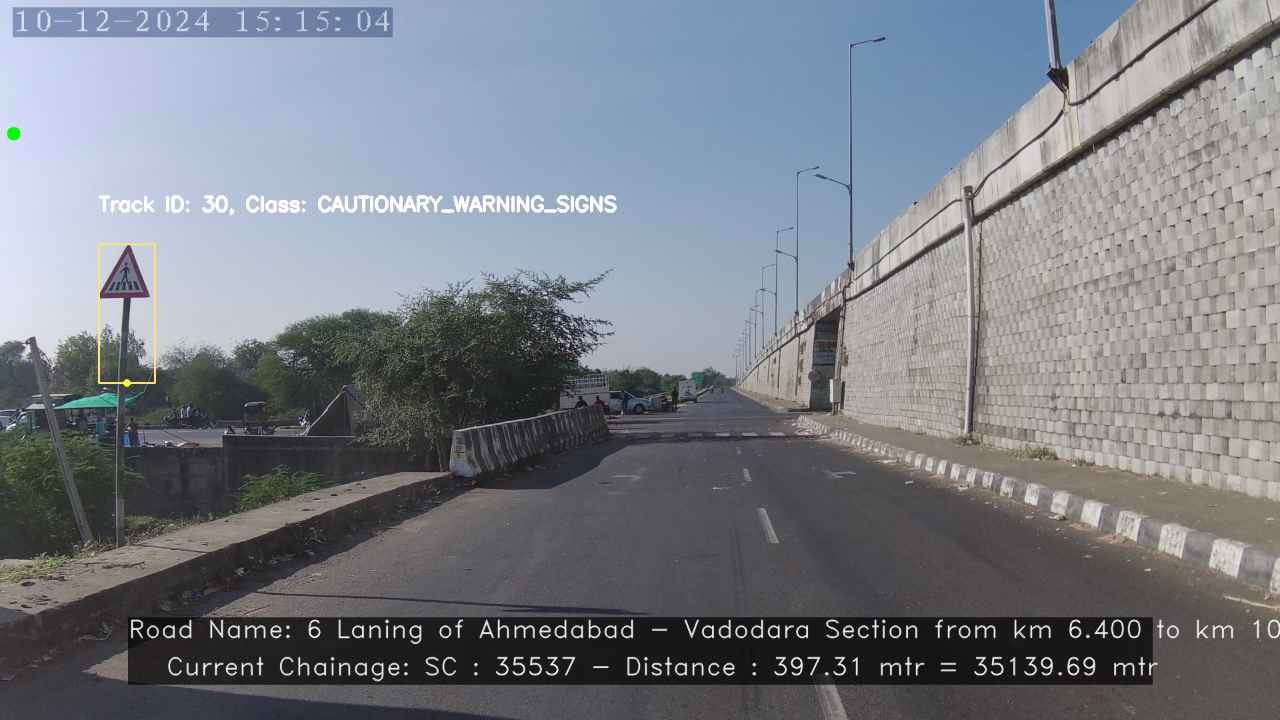 10-12-2024 15:15:04
Track ID: 30, Class: CAUTIONARY_WARNING_SIGNS
Road Name: 6 Laning of Ahmedabad - Vadodara Section from km 6.400 to km 10
Current Chainage: SC : 35537 - Distance : 397.31 mtr = 35139.69 mtr